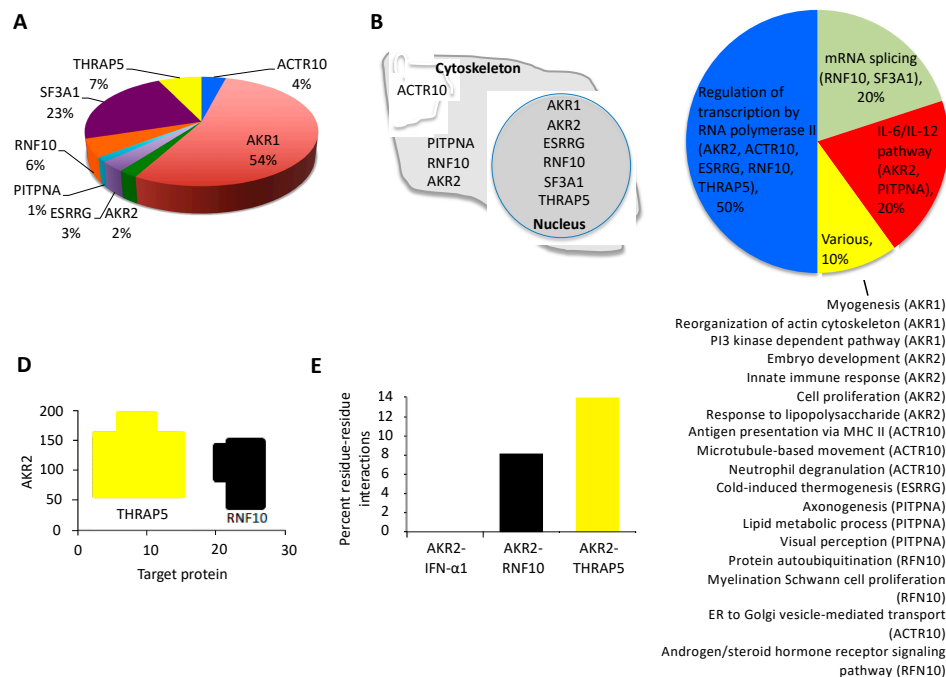 A
THRAP5
7%
ACTR10
4%
SF3A1
23%
AKR1
54%
RNF10
6%
PITPNA
1%
ESRRG
3%
AKR2
2%
B
Cytoskeleton
ACTR10
PITPNA
RNF10
AKR2
AKR1
AKR2
ESRRG
RNF10
SF3A1
THRAP5
Nucleus
Regulation of
transcription by
RNA polymerase II
(AKR2, ACTR10,
ESRRG, RNF10,
THRAP5),
50%
mRNA splicing
(RNF10, SF3A1),
20%
IL-6/IL-12
pathway
(AKR2,
PITPNA),
20%
Various,
10%
Myogenesis (AKR1)
Reorganization of actin cytoskeleton (AKR1)
PI3 kinase dependent pathway (AKR1)
Embryo development (AKR2)
Innate immune response (AKR2)
Cell proliferation (AKR2)
Response to lipopolysaccharide (AKR2)
Antigen presentation via MHC II (ACTR10)
Microtubule-based movement (ACTR10)
Neutrophil degranulation (ACTR10)
Cold-induced thermogenesis (ESRRG)
Axonogenesis (PITPNA)
Lipid metabolic process (PITPNA)
Visual perception (PITPNA)
Protein autoubiquitination (RFN10)
Myelination Schwann cell proliferation
(RFN10)
ER to Golgi vesicle-mediated transport
(ACTR10)
Androgen/steroid hormone receptor signaling
pathway (RFN10)
D
AKR2
200
150
100
50
0
THRAP5
RNF10
0 10 20 30
Target protein
E
Percent residue-residue
interactions
14
12
10
8
6
4
2
0
AKR2-
IFN-α1
AKR2-
RNF10
AKR2-
THRAP5